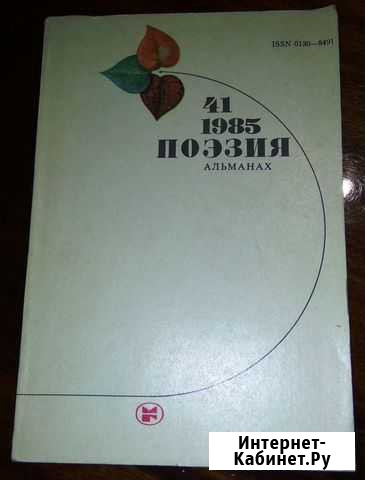 ISSN 0130—8491
41
1985
ПОЭЗИЯ
АЛЬМАНАХ
Интернет-
Кабинет.Ру